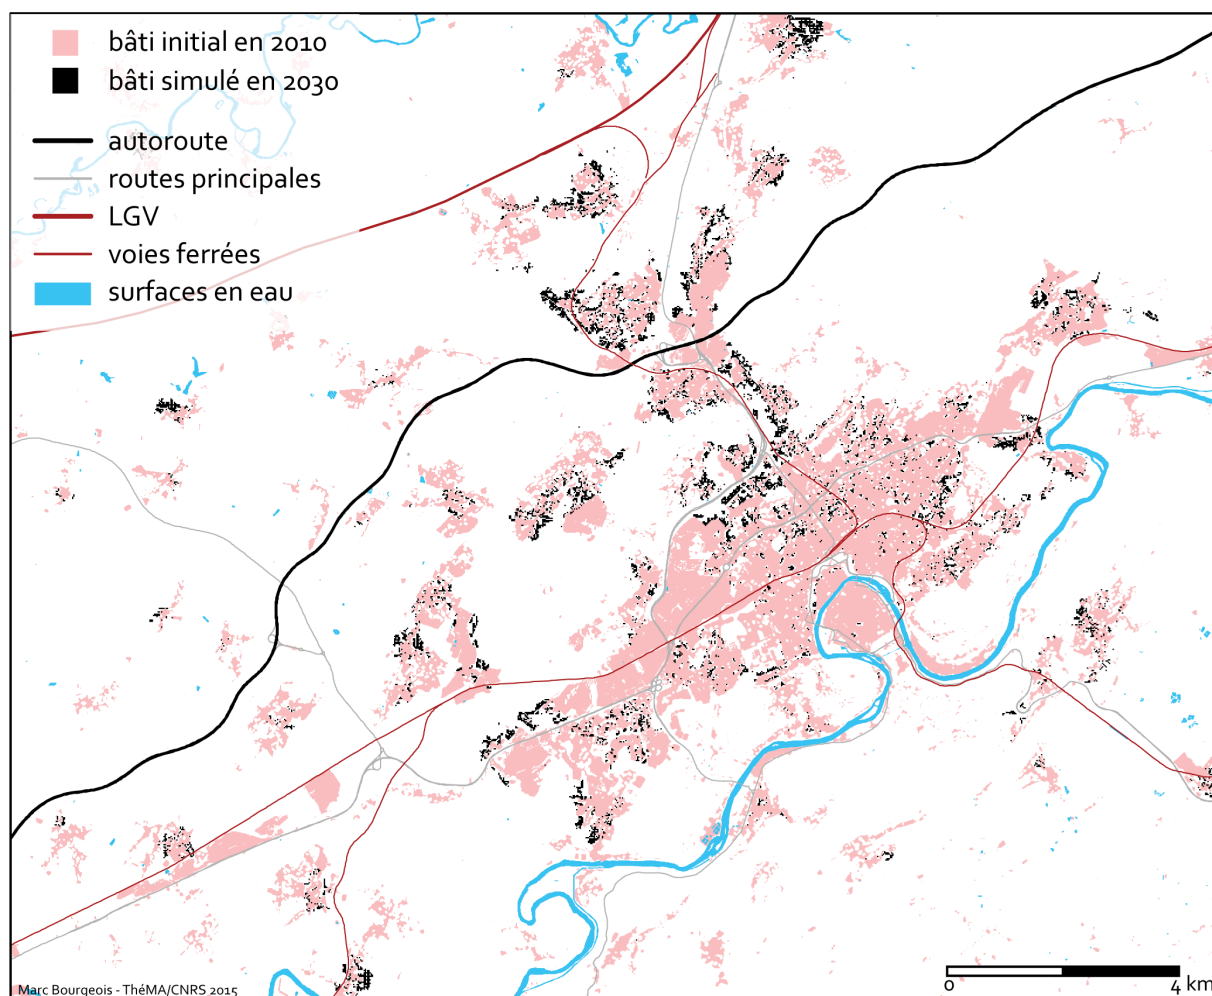 bâti initial en 2010
bâti simulé en 2030
autoroute
routes principales
LGV
voies ferrées
surfaces en eau
Marc Bourgeois - ThéMA/CNRS 2015
0 4 km